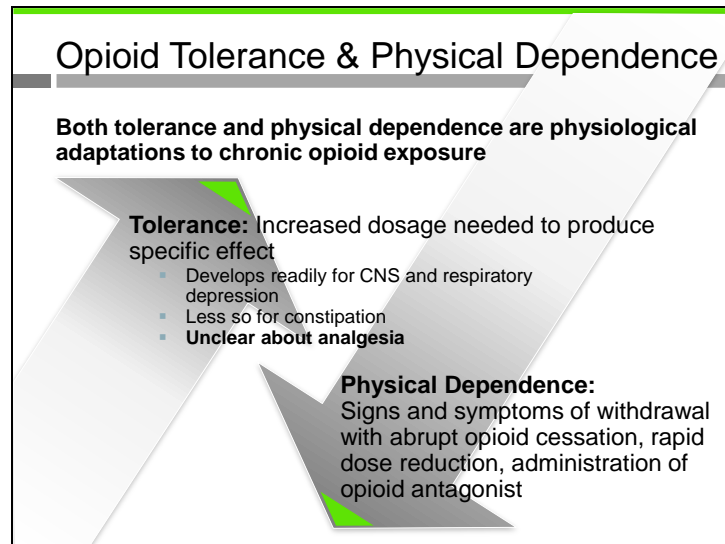 Opioid Tolerance & Physical Dependence
Both tolerance and physical dependence are physiological
adaptations to chronic opioid exposure
Tolerance: Increased dosage needed to produce
specific effect
Develops readily for CNS and respiratory
depression
Less so for constipation
Unclear about analgesia
Physical Dependence:
Signs and symptoms of withdrawal
with abrupt opioid cessation, rapid
dose reduction, administration of
opioid antagonist